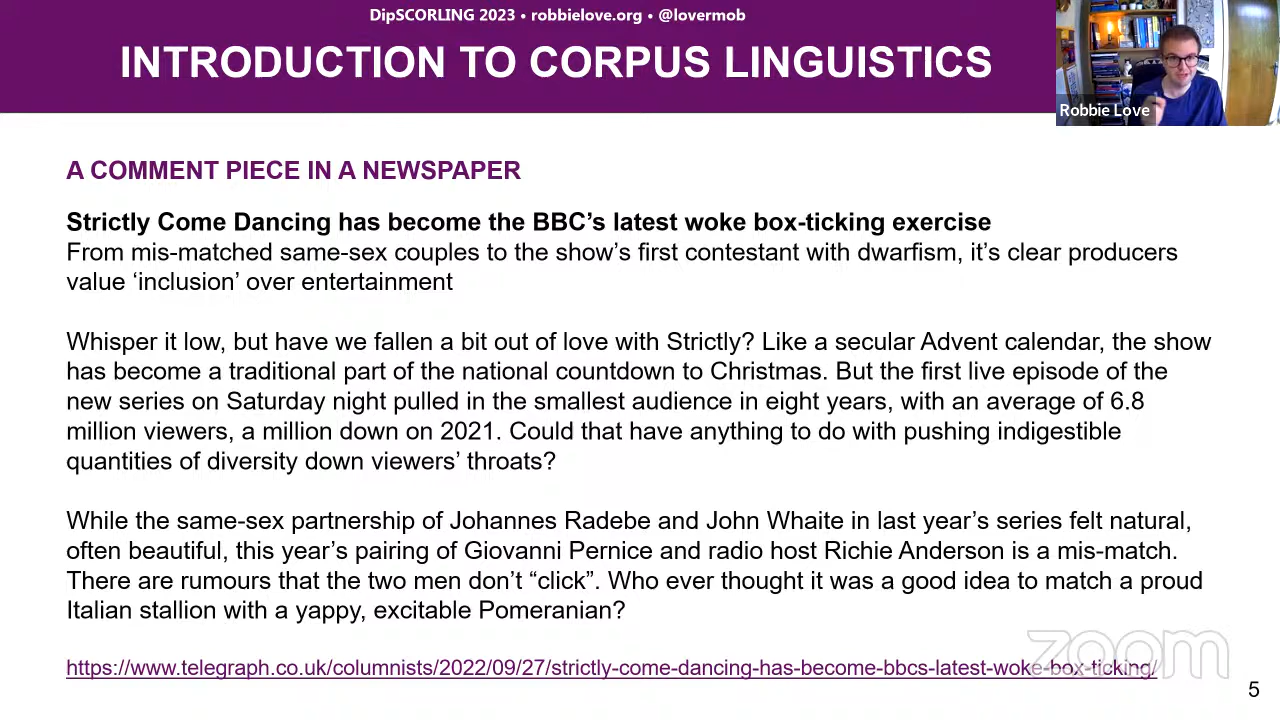 DipSCORLING 2023 • robbielove.org • @lovermob
INTRODUCTION TO CORPUS LINGUISTICS
Robbie Love
A COMMENT PIECE IN A NEWSPAPER
Strictly Come Dancing has become the BBC’s latest woke box-ticking exercise
From mis-matched same-sex couples to the show’s first contestant with dwarfism, it’s clear producers
value ‘inclusion’ over entertainment
Whisper it low, but have we fallen a bit out of love with Strictly? Like a secular Advent calendar, the show
has become a traditional part of the national countdown to Christmas. But the first live episode of the
new series on Saturday night pulled in the smallest audience in eight years, with an average of 6.8
million viewers, a million down on 2021. Could that have anything to do with pushing indigestible
quantities of diversity down viewers’ throats?
While the same-sex partnership of Johannes Radebe and John Whaite in last year’s series felt natural,
often beautiful, this year’s pairing of Giovanni Pernice and radio host Richie Anderson is a mis-match.
There are rumours that the two men don’t “click”. Who ever thought it was a good idea to match a proud
Italian stallion with a yappy, excitable Pomeranian?
https://www.telegraph.co.uk/columnists/2022/09/27/strictly-come-dancing-has-become-bbcs-latest-woke-box-ticking/
zoom
5